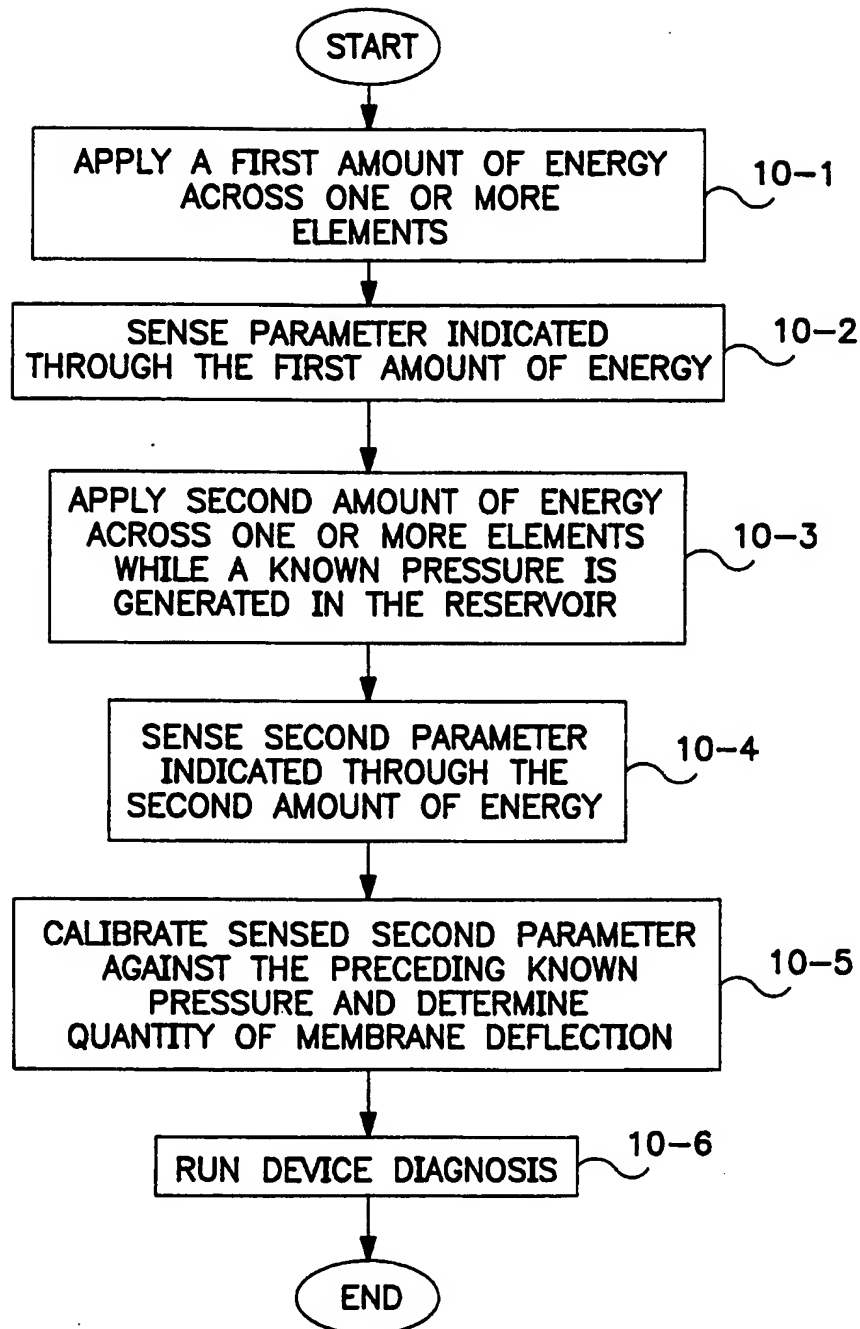 START
APPLY A FIRST AMOUNT OF ENERGY
ACROSS ONE OR MORE
ELEMENTS
10-1
SENSE PARAMETER INDICATED
THROUGH THE FIRST AMOUNT OF ENERGY
10-2
APPLY SECOND AMOUNT OF ENERGY
ACROSS ONE OR MORE ELEMENTS
WHILE A KNOWN PRESSURE IS
GENERATED IN THE RESERVOIR
10-3
SENSE SECOND PARAMETER
INDICATED THROUGH THE
SECOND AMOUNT OF ENERGY
10-4
CALIBRATE SENSED SECOND PARAMETER
AGAINST THE PRECEDING KNOWN
PRESSURE AND DETERMINE
QUANTITY OF MEMBRANE DEFLECTION
10-5
RUN DEVICE DIAGNOSIS
10-6
END